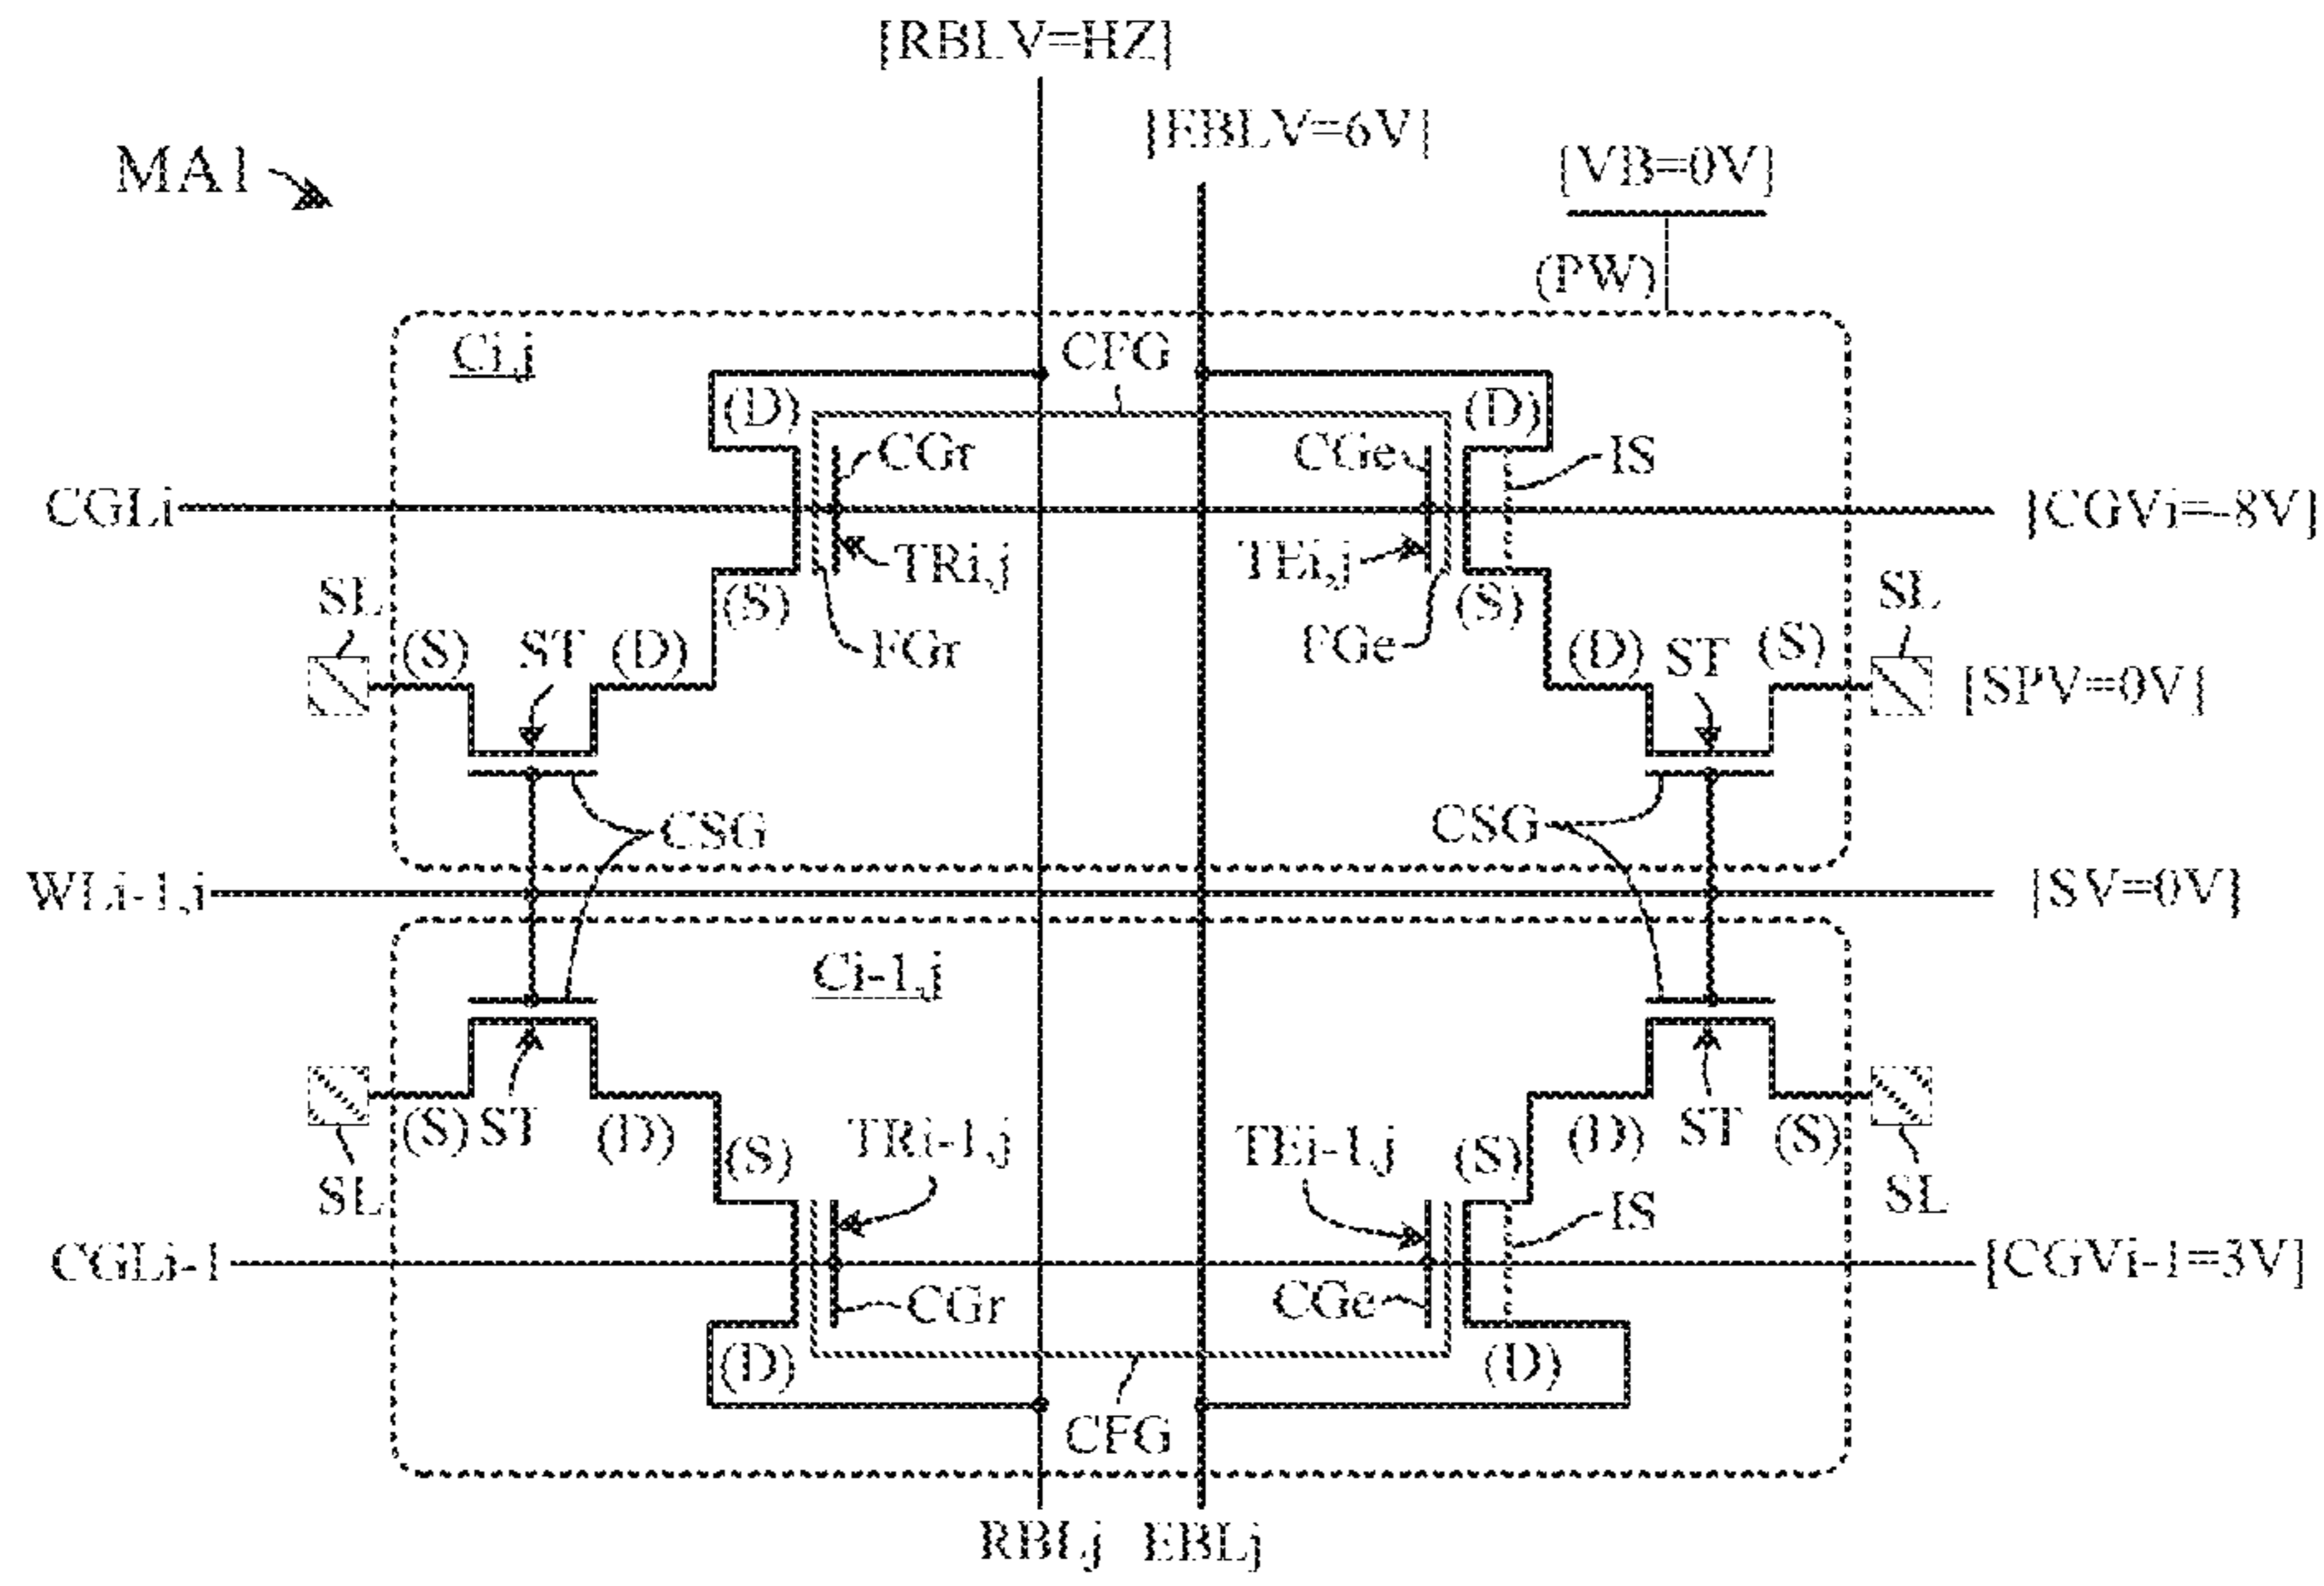 [RBLV=HZ]
[EBLV=6V]
MA1
[VB=0V]
(PW)
Ci,j
CFG
(D)
(D)
CGr
CGe
IS
CGLi
[CGVi=-8V]
TRi,j
TEi,j
SL
(S)
(S)
SL
(S)
ST
(D)
FGr
FGe
(D)
ST
(S)
[SPV=0V]
CSG
CSG
WLi-1,i
[SV=0V]
Ci-1,j
(S)
ST
(D)
(S)
TRi-1,j
TEi-1,j
(S)
(D)
ST
(S)
SL
IS
SL
CGLi-1
[CGVi-1=3V]
CGr
CGe
(D)
(D)
CFG
RBLj
EBLj